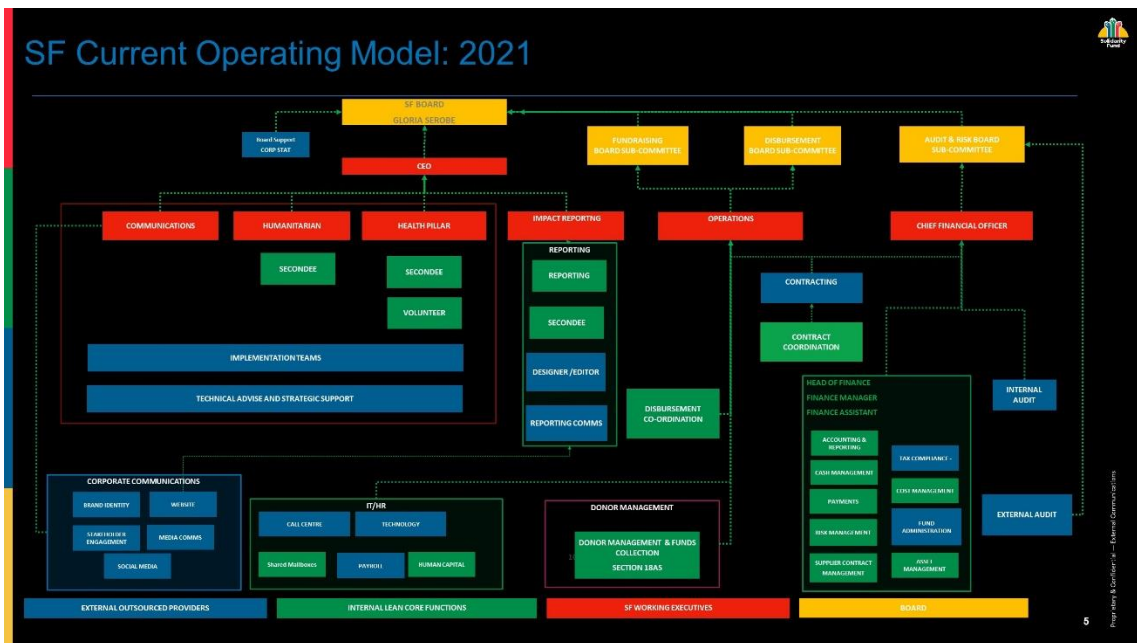 SF Current Operating Model: 2021
Solidarity
Fund
SF BOARD
GLORIA SEROBE
Board Support
CORP STAT
FUNDRAISING
BOARD SUB-COMMITTEE
DISBURSEMENT
BOARD SUB-COMMITTEE
AUDIT & RISK BOARD
SUB-COMMITTEE
CEO
COMMUNICATIONS
HUMANITARIAN
HEALTH PILLAR
IMPACT REPORTNG
OPERATIONS
CHIEF FINANCIAL OFFICER
SECONDEE
SECONDEE
VOLUNTEER
IMPLEMENTATION TEAMS
TECHNICAL ADVISE AND STRATEGIC SUPPORT
REPORTING
REPORTING
SECONDEE
DESIGNER /EDITOR
REPORTING COMMS
CONTRACTING
CONTRACT
COORDINATION
DISBURSEMENT
CO-ORDINATION
HEAD OF FINANCE
FINANCE MANAGER
FINANCE ASSISTANT
ACCOUNTING &
REPORTING
CASH MANAGEMENT
PAYMENTS
RISK MANAGEMENT
SUPPLIER CONTRACT
MANAGEMENT
TAX COMPLIANCE -
COST MANAGEMENT
FUND
ADMINISTRATION
ASSET
MANAGEMENT
INTERNAL
AUDIT
EXTERNAL AUDIT
CORPORATE COMMUNICATIONS
BRAND IDENTITY
WEBSITE
STAKEHOLDER
ENGAGEMENT
MEDIA COMMS
SOCIAL MEDIA
IT/HR
CALL CENTRE
TECHNOLOGY
Shared Mailboxes
PAYROLL
HUMAN CAPITAL
DONOR MANAGEMENT
DONOR MANAGEMENT & FUNDS
COLLECTION
SECTION 18AS
EXTERNAL OUTSOURCED PROVIDERS
INTERNAL LEAN CORE FUNCTIONS
SF WORKING EXECUTIVES
BOARD
5
Proprietary & Confidential — External Communications